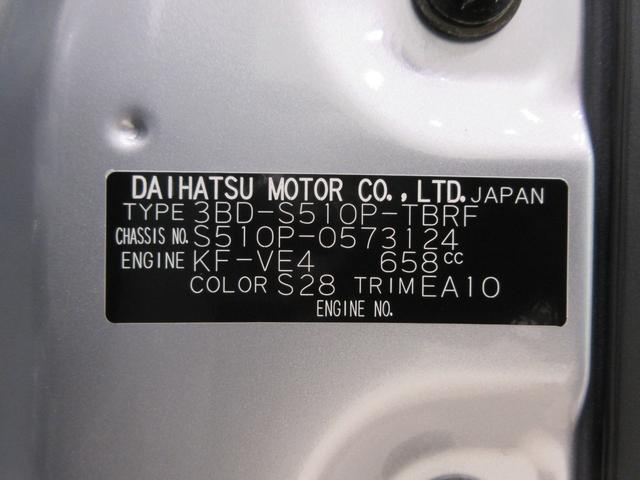 DAIHATSU MOTOR CO.,LTD. JAPAN
TYPE 3BD-S510P-TBRF
CHASSIS NO. S510P-0573124
ENGINE KF-VE4 658cc
COLOR S28 TRIM EA10
ENGINE NO.